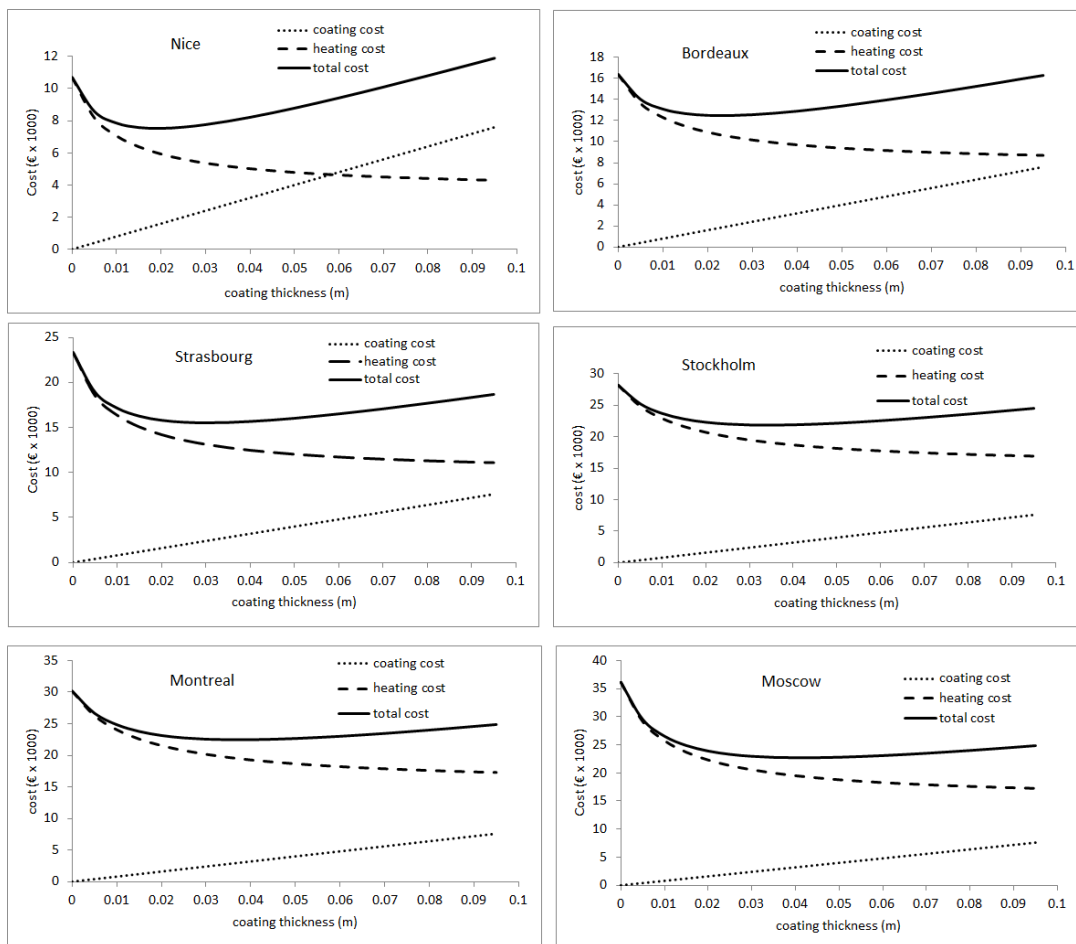 Nice
coating cost
heating cost
total cost
Cost (€ x 1000)
12
10
8
6
4
2
0
0 0.01 0.02 0.03 0.04 0.05 0.06 0.07 0.08 0.09 0.1
coating thickness (m)
Bordeaux
coating cost
heating cost
total cost
cost (€ x 1000)
18
16
14
12
10
8
6
4
2
0
0 0.01 0.02 0.03 0.04 0.05 0.06 0.07 0.08 0.09 0.1
coating thickness (m)
Strasbourg
coating cost
heating cost
total cost
Cost (€ x 1000)
25
20
15
10
5
0
0 0.01 0.02 0.03 0.04 0.05 0.06 0.07 0.08 0.09 0.1
coating thickness (m)
Stockholm
coating cost
heating cost
total cost
cost (€ x 1000)
30
25
20
15
10
5
0
0 0.01 0.02 0.03 0.04 0.05 0.06 0.07 0.08 0.09 0.1
coating thickness (m)
Montreal
coating cost
heating cost
total cost
cost (€ x 1000)
35
30
25
20
15
10
5
0
0 0.01 0.02 0.03 0.04 0.05 0.06 0.07 0.08 0.09 0.1
coating thickness (m)
Moscow
coating cost
heating cost
total cost
cost (€ x 1000)
40
35
30
25
20
15
10
5
0
0 0.01 0.02 0.03 0.04 0.05 0.06 0.07 0.08 0.09 0.1
coating thickness (m)